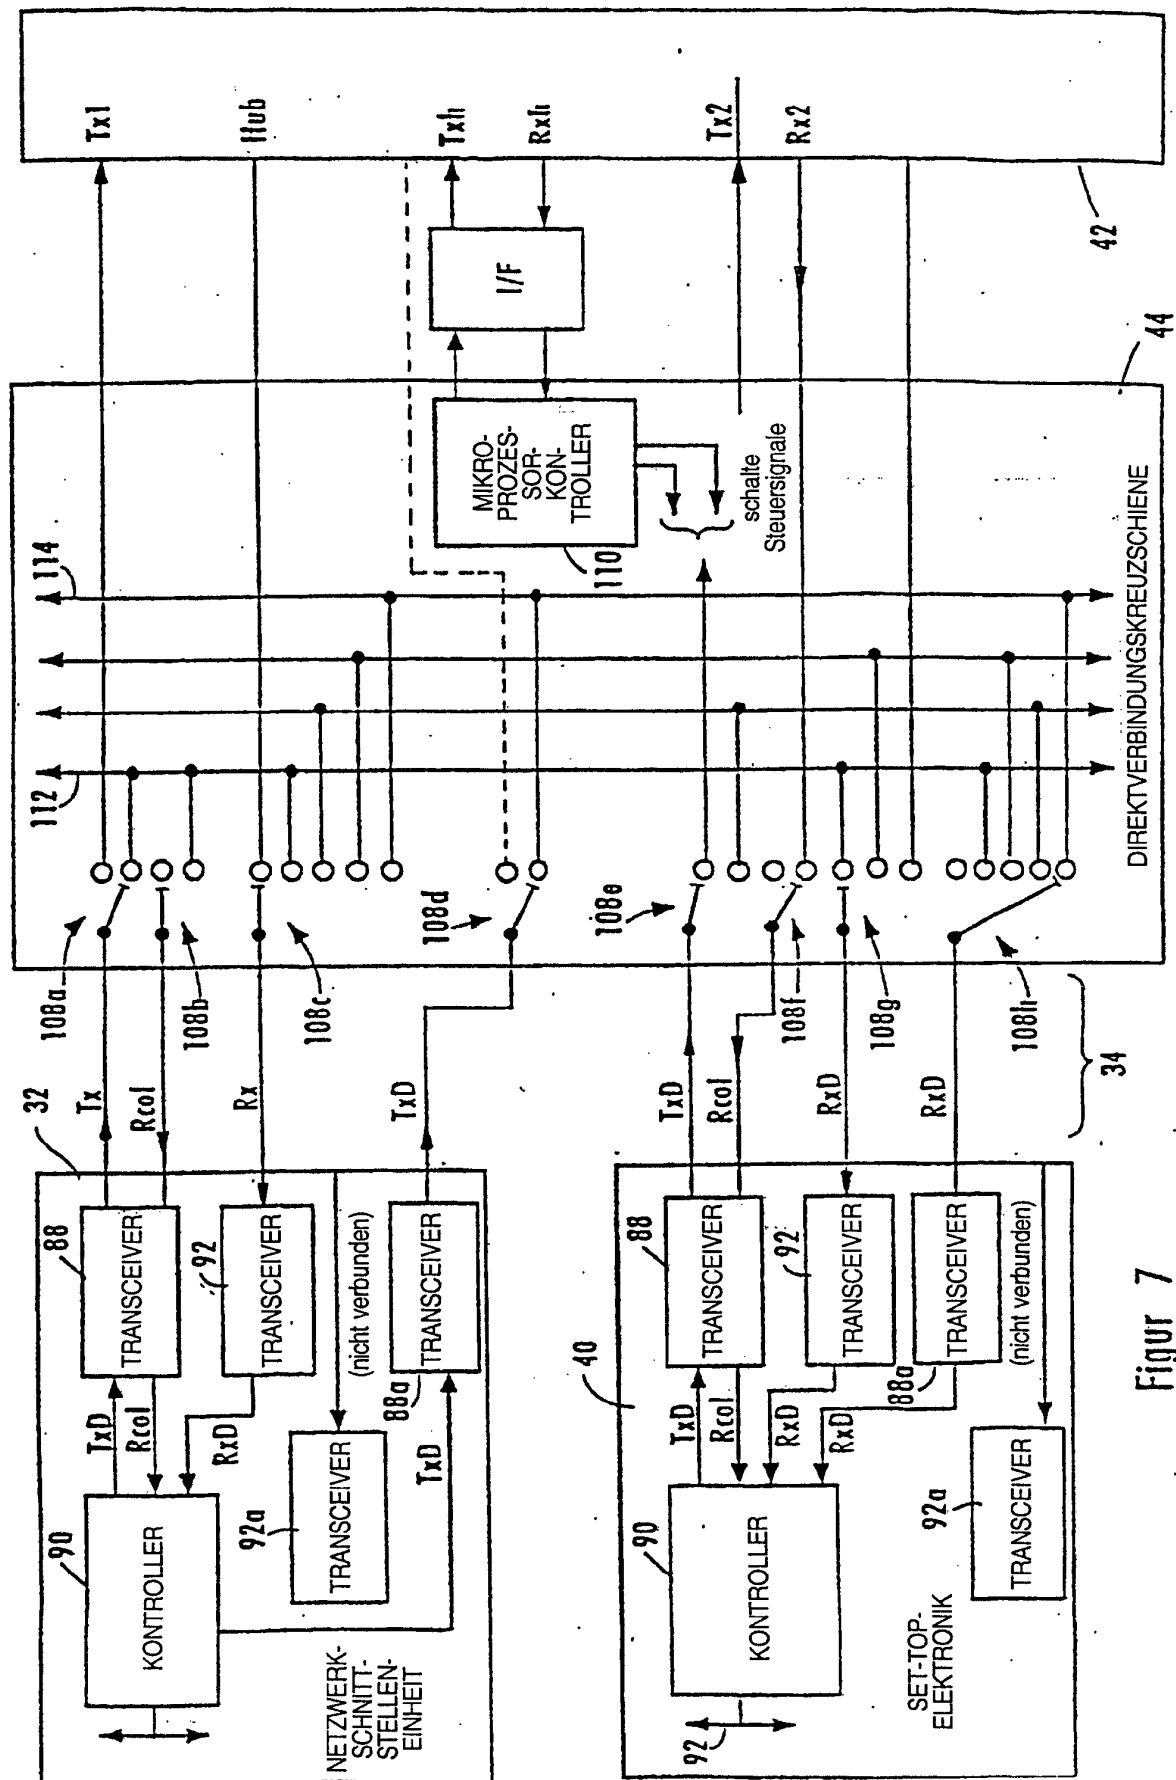 32
88
90
TxD
Rcol
RxD
KONTROLLER
TRANSCEIVER
Tx
Rcol
92
TRANSCEIVER
Rx
92a
TRANSCEIVER
(nicht verbunden)
88a
TRANSCEIVER
TxD
TxD
NETZWERK-
SCHNITT-
STELLEN-
EINHEIT
108a
108b
108c
108d
112
114
Tx1
Hub
Txh
Rxh
I/F
MIKRO-
PROZES-
SOR-
KON-
TROLLER
110
schalte
Steuersignale
Tx2
Rx2
42
44
40
88
90
TxD
Rcol
RxD
RxD
KONTROLLER
92
TRANSCEIVER
TxD
Rcol
92
TRANSCEIVER
RxD
88a
TRANSCEIVER
RxD
92a
TRANSCEIVER
(nicht verbunden)
SET-TOP-
ELEKTRONIK
108e
108f
108g
108h
34
DIREKTVERBINDUNGSKREUZSCHIENE
Figur 7